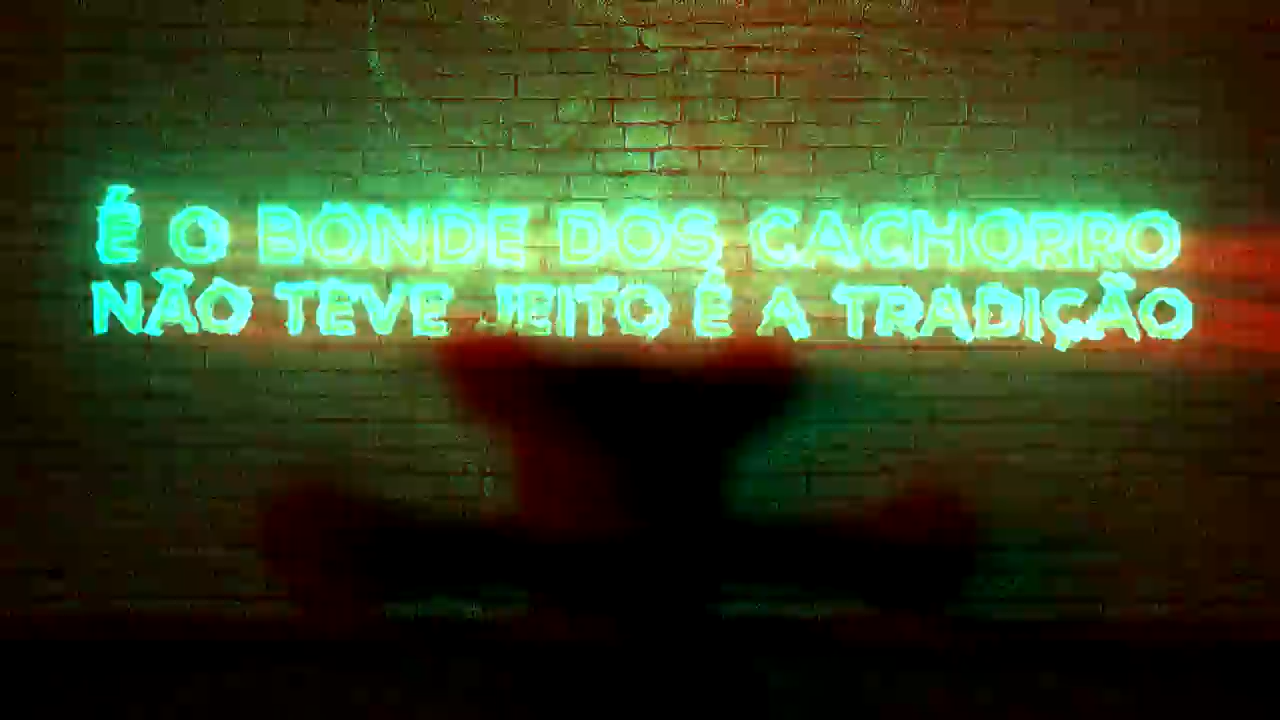 É O BONDE DOS CACHORRO
NÃO TEVE JEITO É A TRADIÇÃO